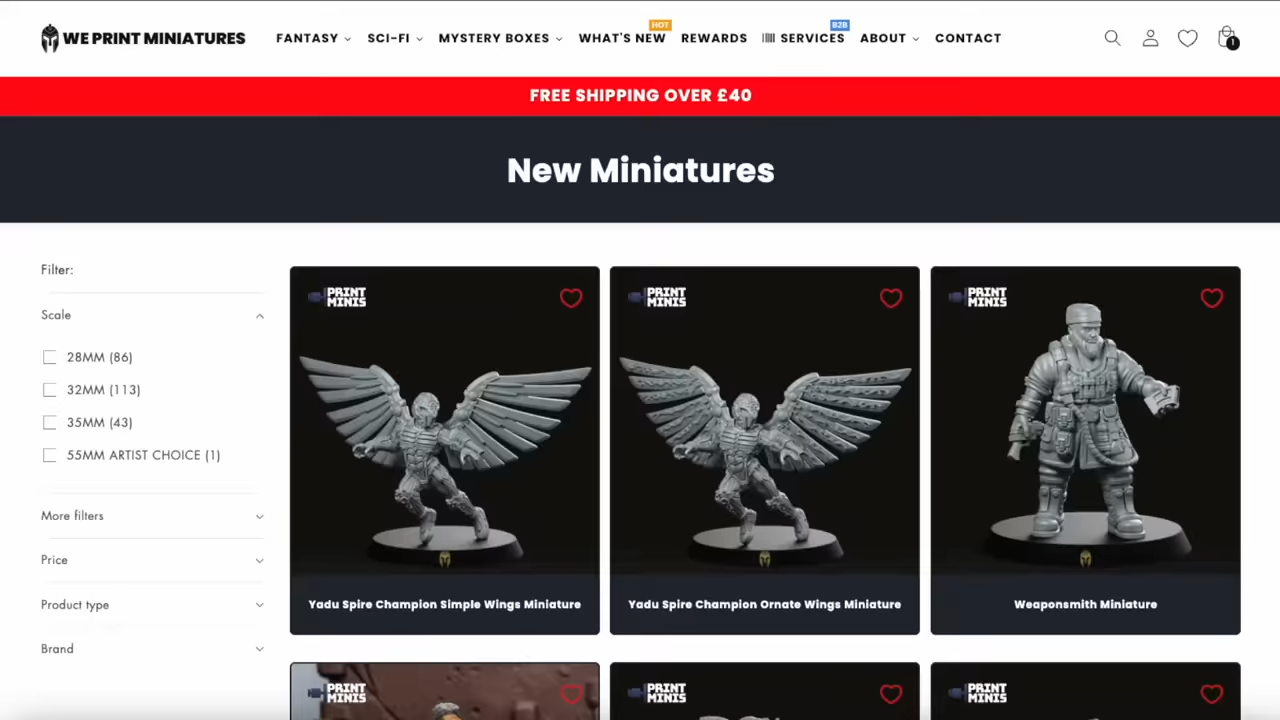 WE PRINT MINIATURES
FANTASY
SCI-FI
MYSTERY BOXES
WHAT'S NEW
HOT
REWARDS
SERVICES
B2B
ABOUT
CONTACT
1
FREE SHIPPING OVER £40
New Miniatures
Filter:
Scale
28MM (86)
32MM (113)
35MM (43)
55MM ARTIST CHOICE (1)
More filters
Price
Product type
Brand
PRINT
MINIS
Yadu Spire Champion Simple Wings Miniature
PRINT
MINIS
Yadu Spire Champion Ornate Wings Miniature
PRINT
MINIS
Weaponsmith Miniature
PRINT
MINIS
PRINT
MINIS
PRINT
MINIS